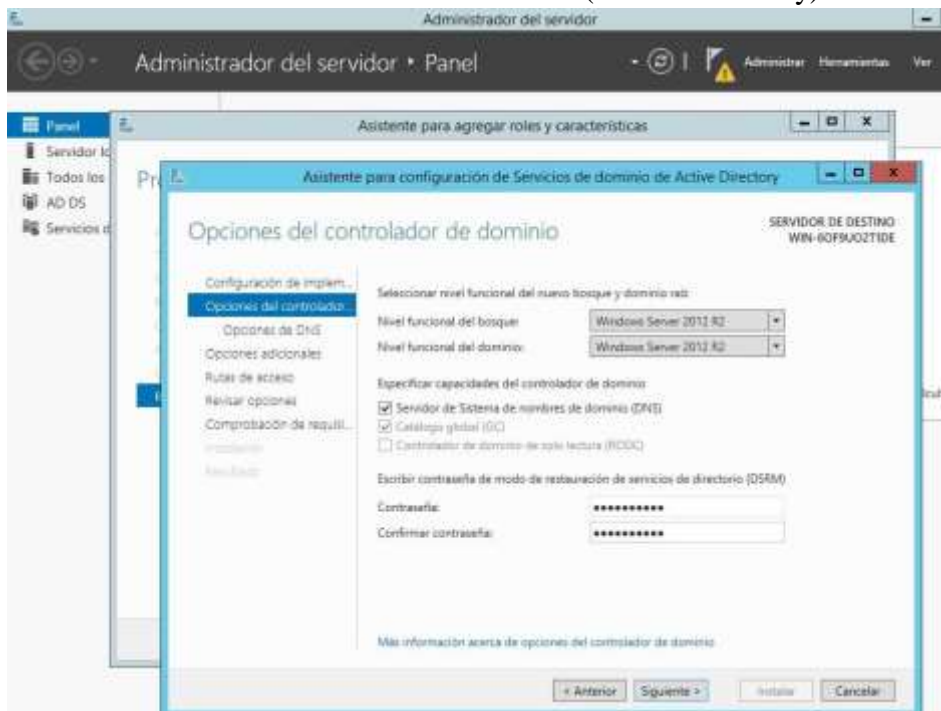 Administrador del servidor
Administrador del servidor • Panel
Administrar Herramientas Ver
Asistente para agregar roles y características
Panel
Servidor lo
Todos los
AD DS
Servicios d
Pr
Asistente para configuración de Servicios de dominio de Active Directory
Opciones del controlador de dominio
SERVIDOR DE DESTINO
Configuración de implem...
Opciones del controlador...
Opciones de DNS
Opciones adicionales
Rutas de acceso
Revisar opciones
Comprobación de requisi...
Instalación
Resultado
Seleccionar nivel funcional del nuevo bosque y dominio raíz
Nivel funcional del bosque: Windows Server 2012 R2
Nivel funcional del dominio: Windows Server 2012 R2
Especificar capacidades del controlador de dominio
Servidor de Sistema de nombres de dominio (DNS)
Catálogo global (GC)
Controlador de dominio de solo lectura (RODC)
Escribir contraseña de modo de restauración de servicios de directorio (DSRM)
Contraseña: ••••••••••
Confirmar contraseña: ••••••••••
Más información acerca de opciones del controlador de dominio
< Anterior Siguiente > Instalar Cancelar